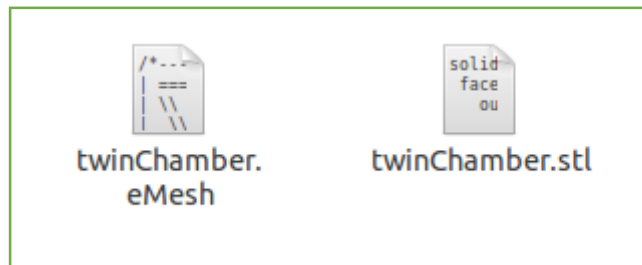 /*---
| ===
| \\
|  \\
solid
face
ou
twinChamber.
eMesh
twinChamber.stl